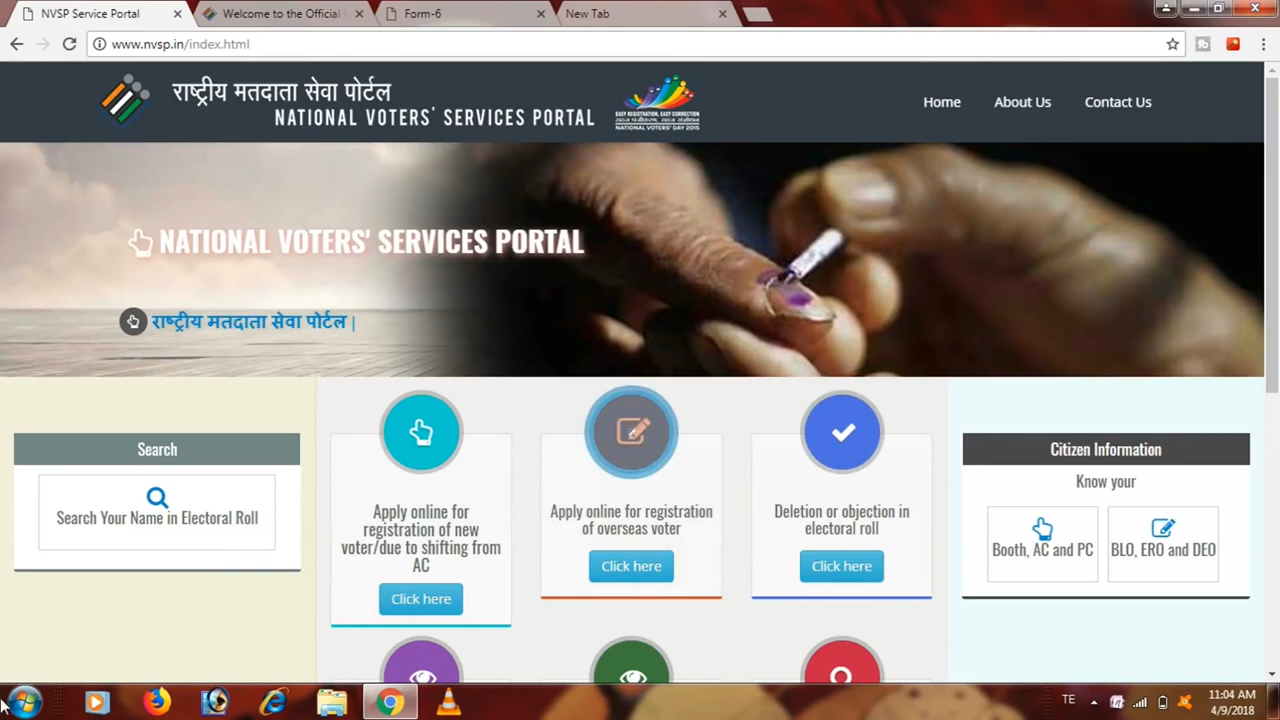 NVSP Service Portal
Welcome to the Official
Form-6
New Tab
www.nvsp.in/index.html
राष्ट्रीय मतदाता सेवा पोर्टल
NATIONAL VOTERS' SERVICES PORTAL
EASY REGISTRATION, EASY CORRECTION
NATIONAL VOTERS' DAY 2015
Home
About Us
Contact Us
NATIONAL VOTERS' SERVICES PORTAL
राष्ट्रीय मतदाता सेवा पोर्टल |
Search
Search Your Name in Electoral Roll
Apply online for
registration of new
voter/due to shifting from
AC
Click here
Apply online for registration
of overseas voter
Click here
Deletion or objection in
electoral roll
Click here
Citizen Information
Know your
Booth, AC and PC
BLO, ERO and DEO
TE
11:04 AM
4/9/2018